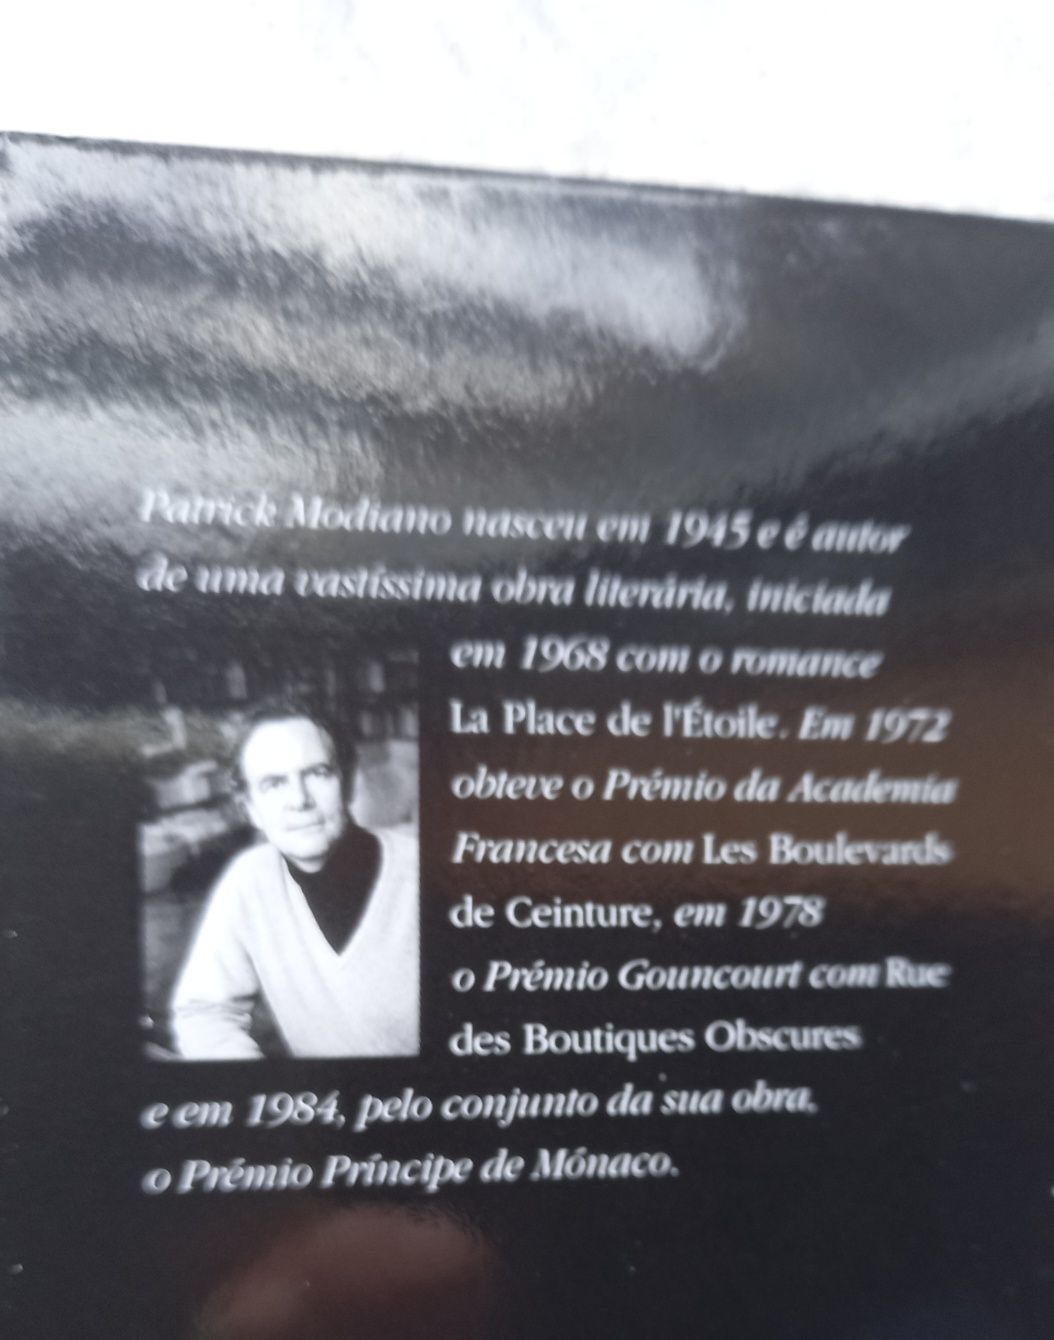 Patrick Modiano nasceu em 1945 e é autor
de uma vastíssima obra literária, iniciada
em 1968 com o romance
La Place de l'Étoile. Em 1972
obteve o Prémio da Academia
Francesa com Les Boulevards
de Ceinture, em 1978
o Prémio Gouncourt com Rue
des Boutiques Obscures
e em 1984, pelo conjunto da sua obra,
o Prémio Príncipe de Mónaco.